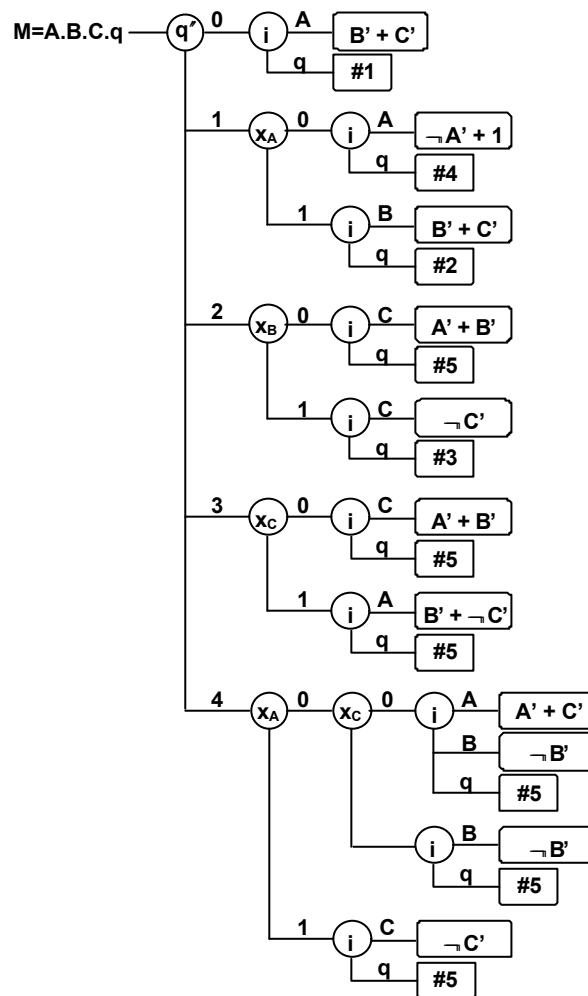 M=A.B.C.q q' 0 i A B' + C'
q #1
1 xA 0 i A ¬A' + 1
q #4
1 i B B' + C'
q #2
2 xB 0 i C A' + B'
q #5
1 i C ¬C'
q #3
3 xC 0 i C A' + B'
q #5
1 i A B' + ¬C'
q #5
4 xA 0 xC 0 i A A' + C'
B ¬B'
q #5
i B ¬B'
q #5
1 i C ¬C'
q #5